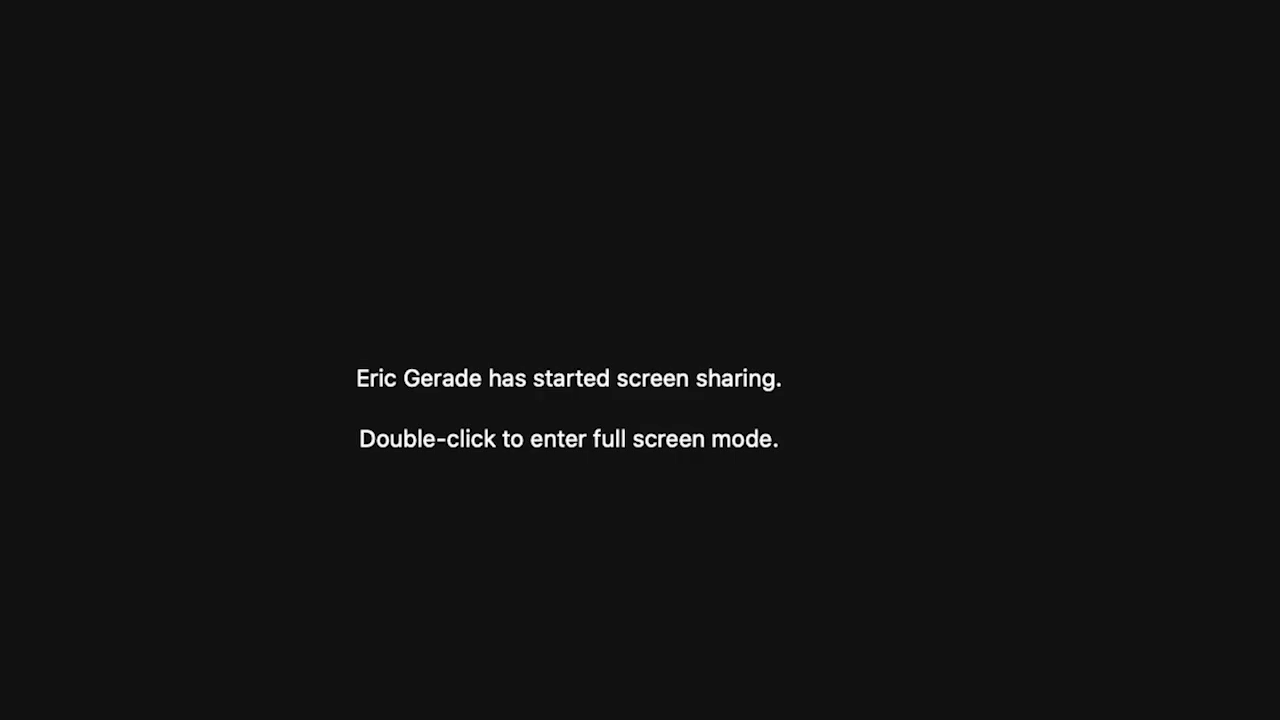 Eric Gerade has started screen sharing.
Double-click to enter full screen mode.